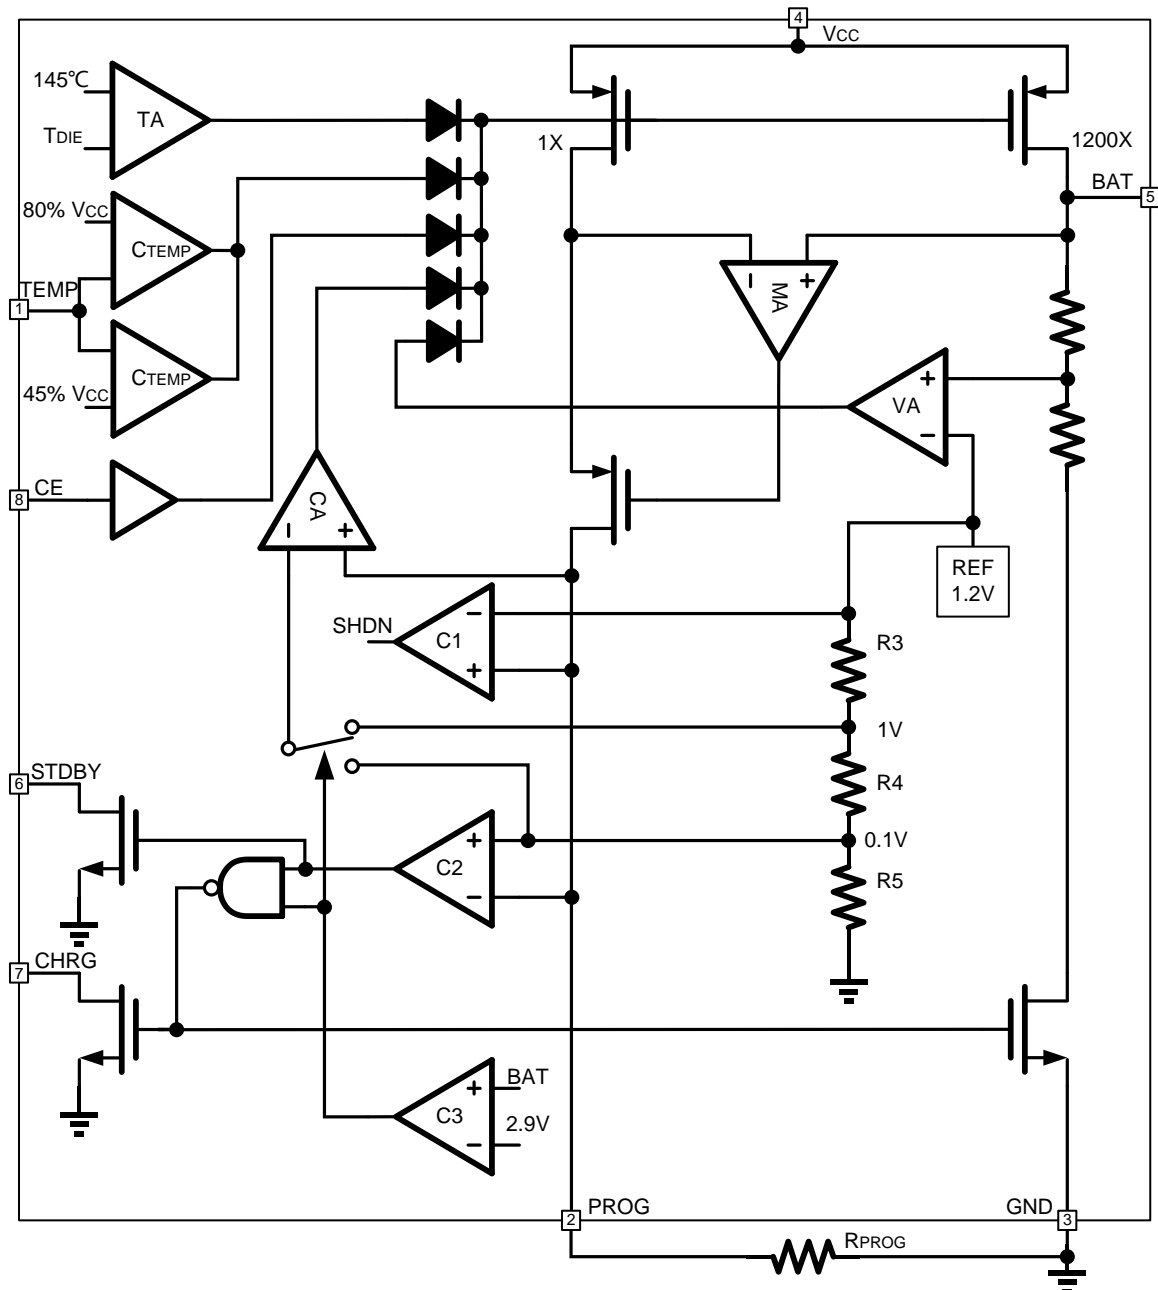 4
VCC
145℃
TA
TDIE
1X
1200X
BAT
5
80% VCC
CTEMP
TEMP
1
CTEMP
45% VCC
− +
MA
+
VA
−
8
CE
CA
− +
REF
1.2V
SHDN
−
C1
+
R3
1V
6
STDBY
R4
+
0.1V
C2
−
R5
7
CHRG
+
BAT
C3
2.9V
−
2
PROG
GND
3
RPROG